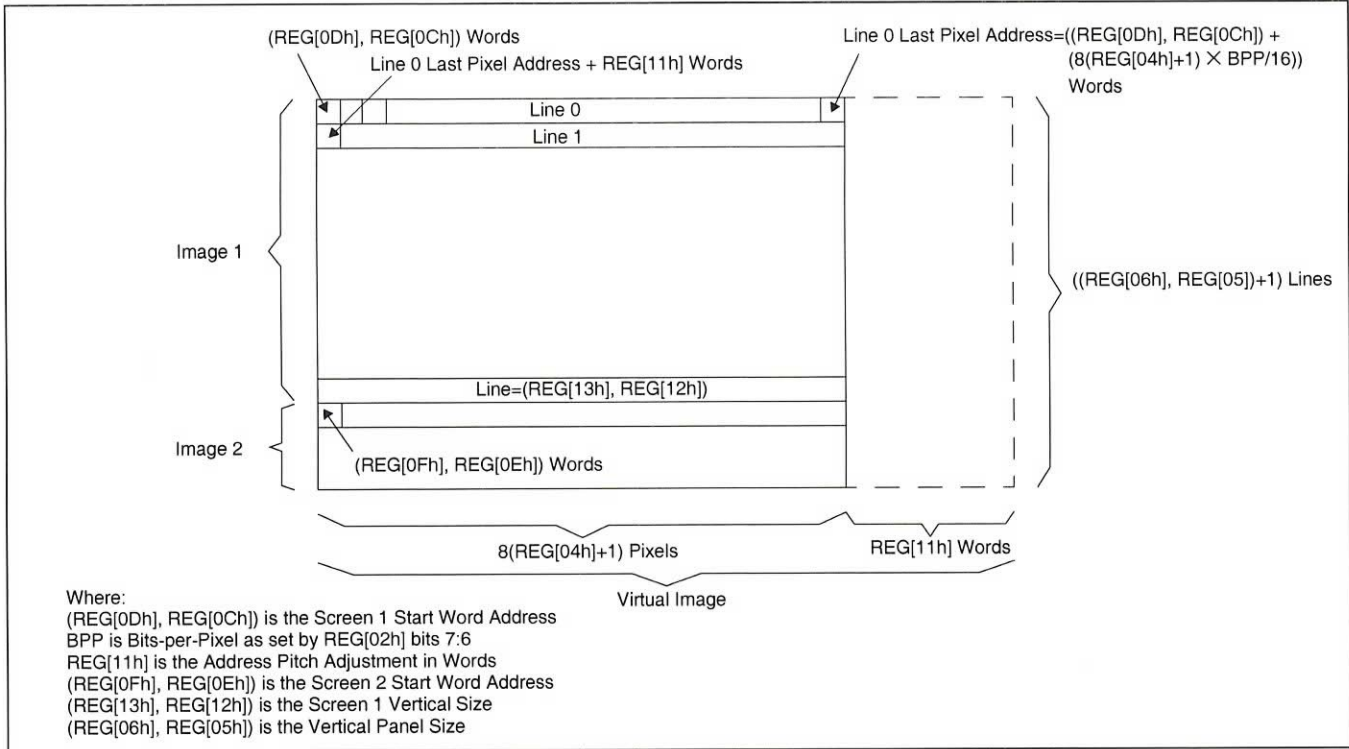 (REG[0Dh], REG[0Ch]) Words
Line 0 Last Pixel Address + REG[11h] Words
Line 0 Last Pixel Address=((REG[0Dh], REG[0Ch]) +
(8(REG[04h]+1) × BPP/16))
Words
Line 0
Line 1
Image 1
((REG[06h], REG[05])+1) Lines
Line=(REG[13h], REG[12h])
Image 2
(REG[0Fh], REG[0Eh]) Words
8(REG[04h]+1) Pixels
REG[11h] Words
Virtual Image
Where:
(REG[0Dh], REG[0Ch]) is the Screen 1 Start Word Address
BPP is Bits-per-Pixel as set by REG[02h] bits 7:6
REG[11h] is the Address Pitch Adjustment in Words
(REG[0Fh], REG[0Eh]) is the Screen 2 Start Word Address
(REG[13h], REG[12h]) is the Screen 1 Vertical Size
(REG[06h], REG[05h]) is the Vertical Panel Size